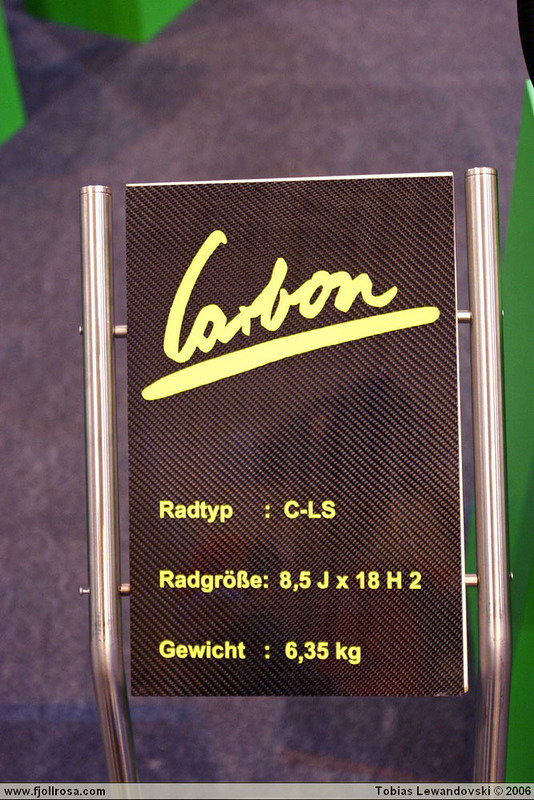 Carbon
Radtyp : C-LS
Radgröße: 8,5 J x 18 H 2
Gewicht : 6,35 kg
www.fjollrosa.com Tobias Lewandovski © 2006